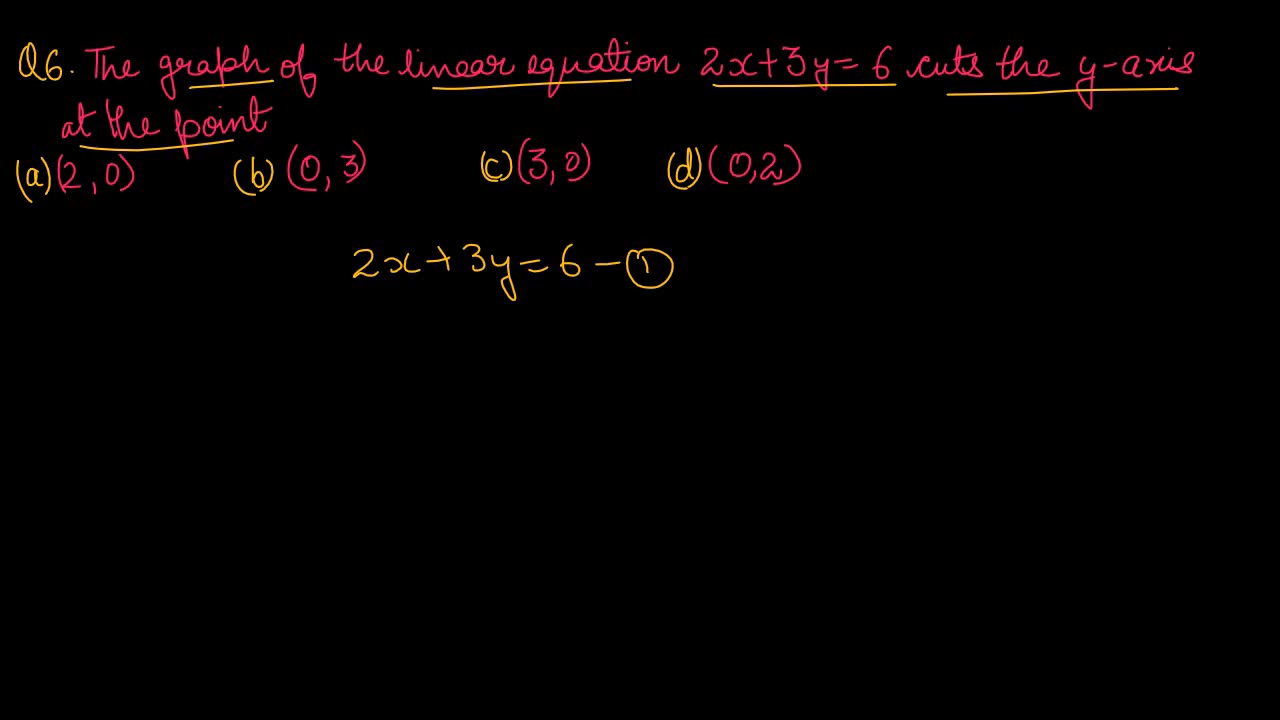 Q6. The graph of the linear equation 2x+3y=6 cuts the y-axis
at the point
(a)(2,0) (b)(0,3) (c)(3,0) (d)(0,2)
2x+3y=6-①